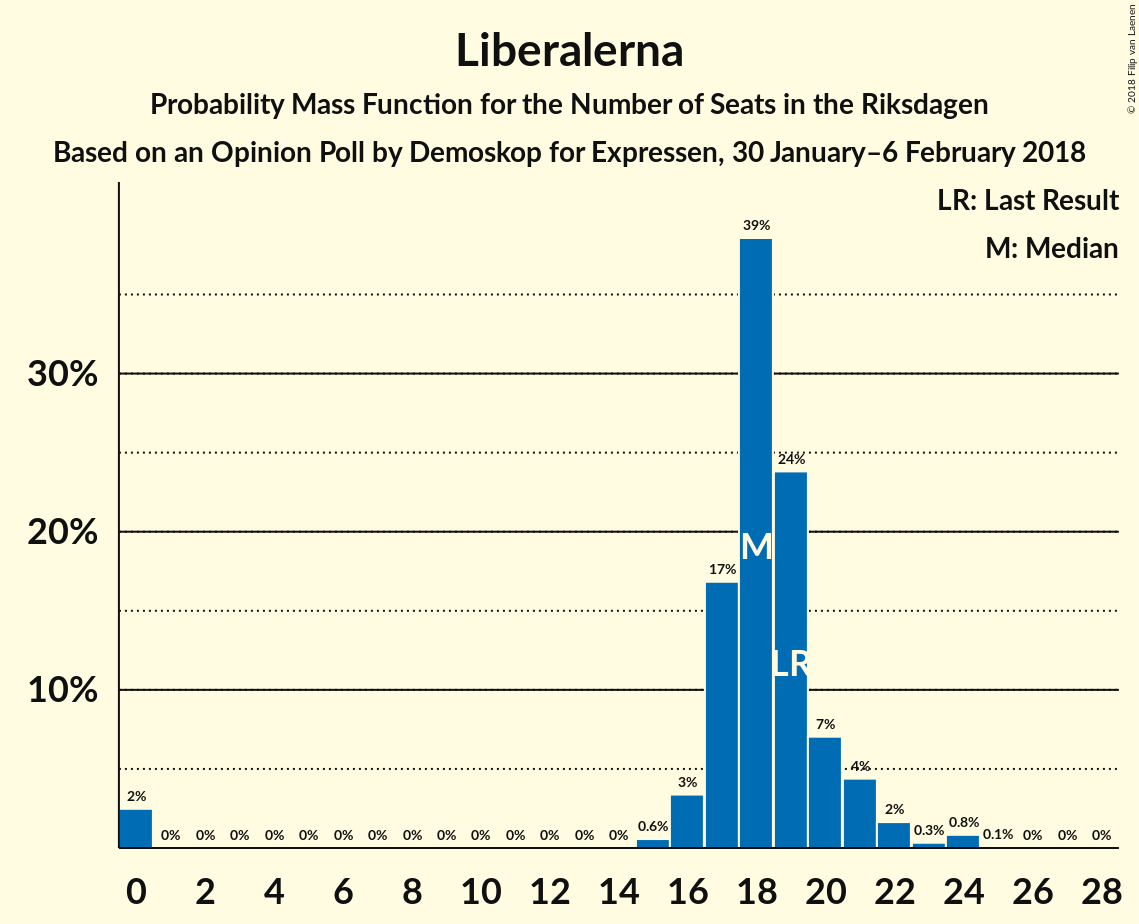 Liberalerna
Probability Mass Function for the Number of Seats in the Riksdagen
Based on an Opinion Poll by Demoskop for Expressen, 30 January–6 February 2018
© 2018 Filip van Laenen
LR: Last Result
M: Median
30%
20%
10%
2% 0% 0% 0% 0% 0% 0% 0% 0% 0% 0% 0% 0% 0% 0% 0.6% 3% 17% 39% 24% 7% 4% 2% 0.3% 0.8% 0.1% 0% 0% 0%
M
LR
0 2 4 6 8 10 12 14 16 18 20 22 24 26 28